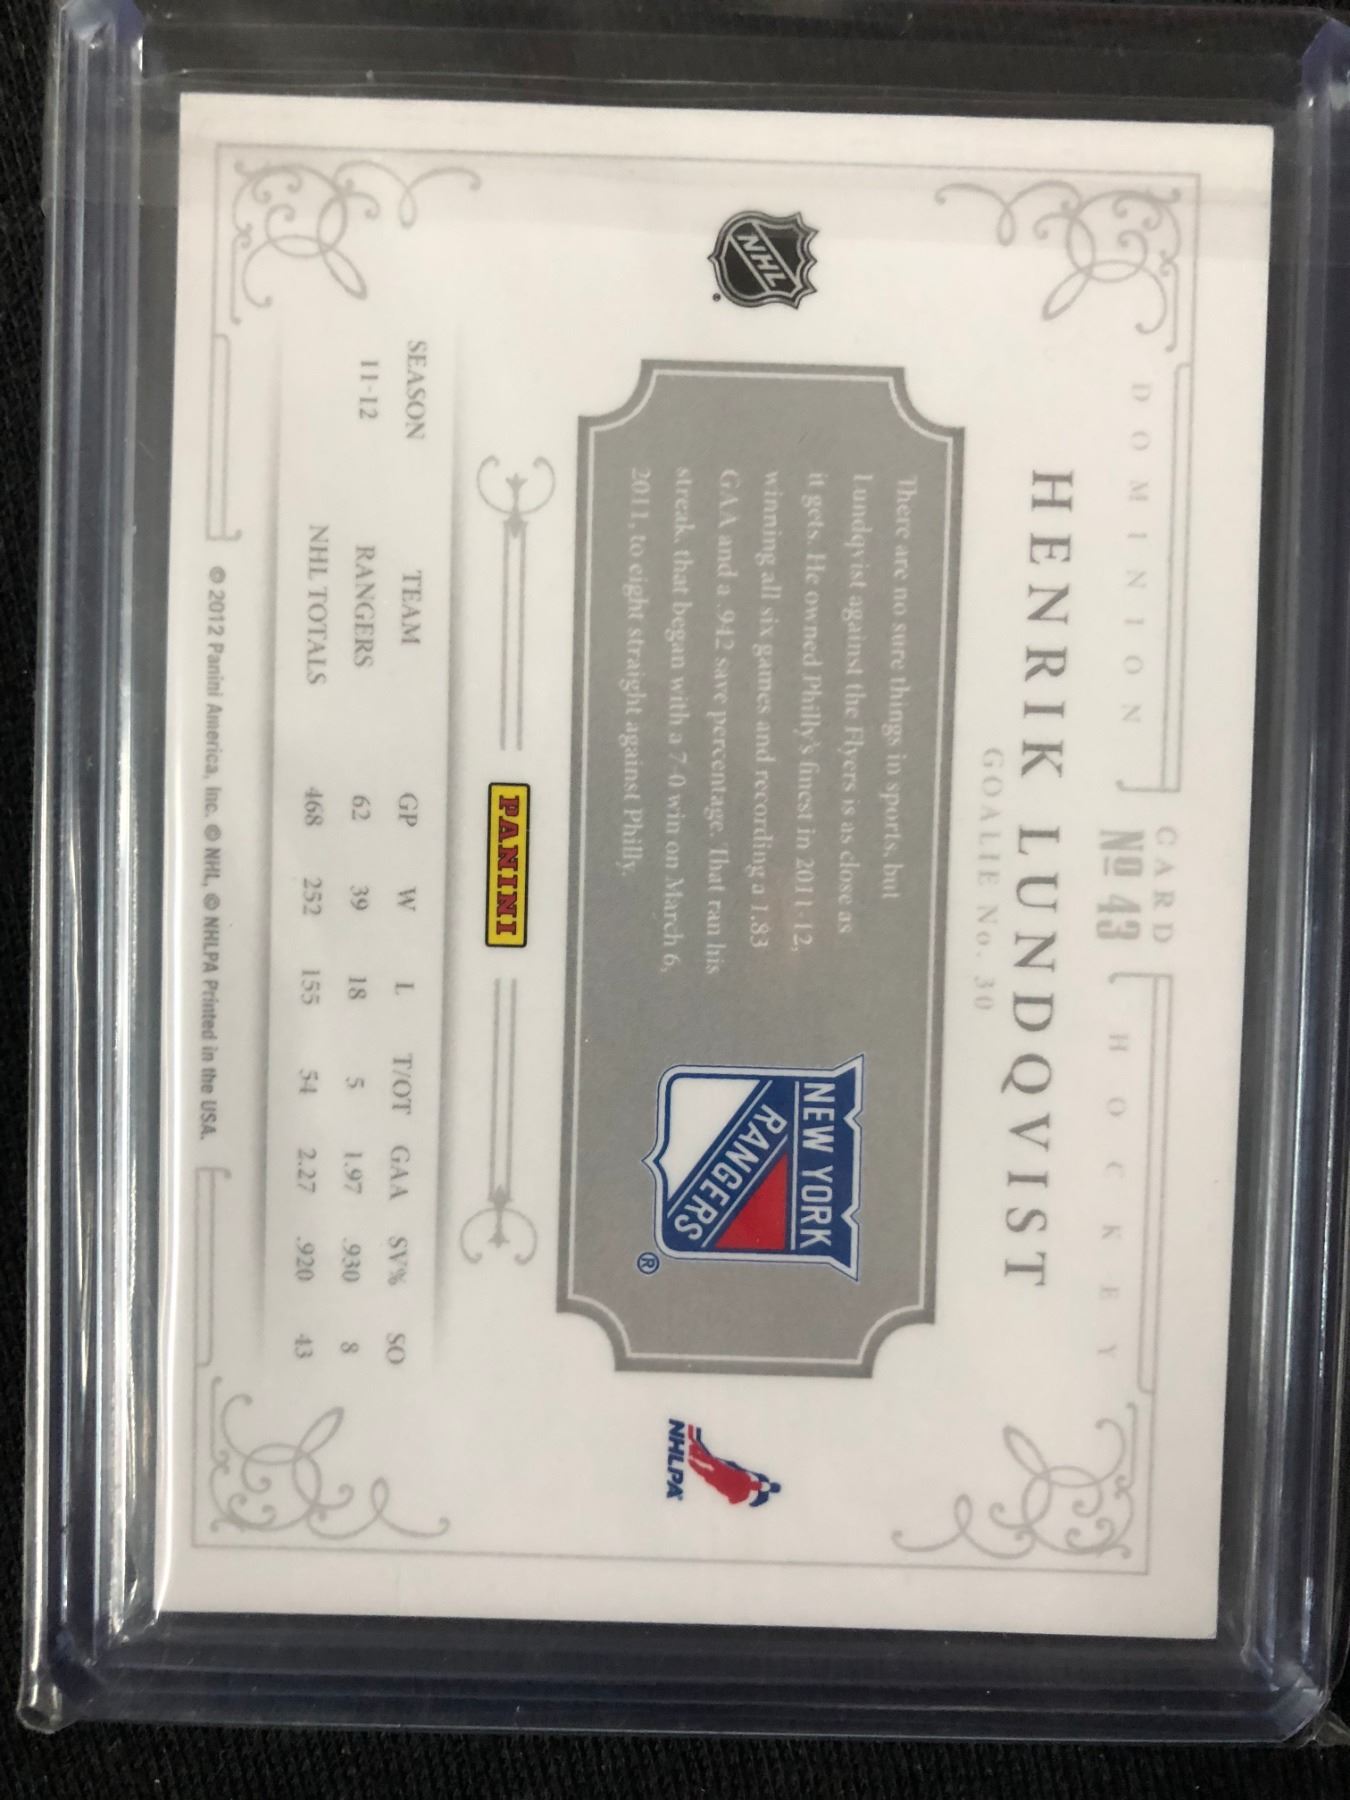 DOMINION
CARD
Nº 43
HOCKEY
HENRIK LUNDQVIST
GOALIE No. 30
NHL
There are no sure things in sports, but
Lundqvist against the Flyers is as close as
it gets. He owned Philly's finest in 2011-12,
winning all six games and recording a 1.83
GAA and a .942 save percentage. That ran his
streak, that began with a 7-0 win on March 6,
2011, to eight straight against Philly.
NEW YORK
RANGERS
®
NHLPA
PANINI
SEASON TEAM GP W L T/OT GAA SV% SO
11-12 RANGERS 62 39 18 5 1.97 .930 8
NHL TOTALS 468 252 155 54 2.27 .920 43
© 2012 Panini America, Inc. © NHL, © NHLPA Printed in the USA.